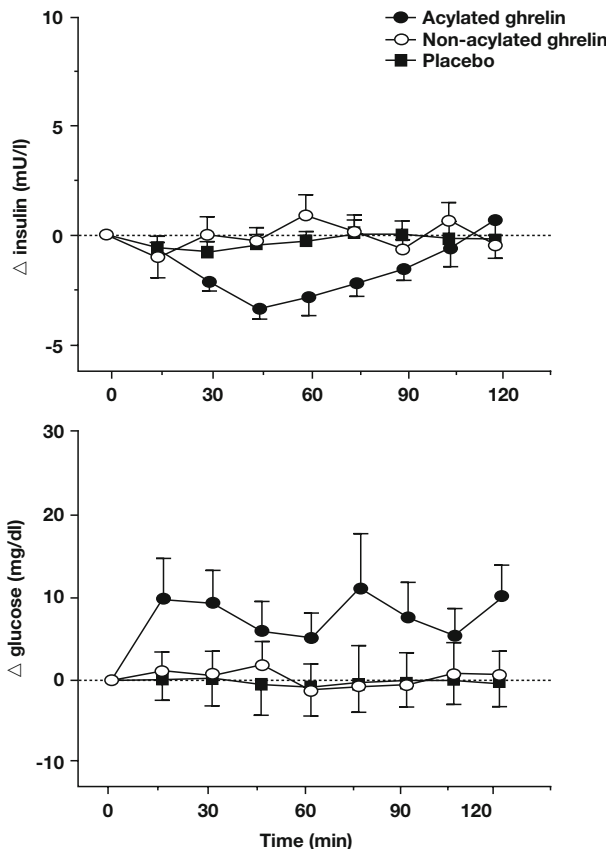 Acylated ghrelin
Non-acylated ghrelin
Placebo
10
5
0
-5
△ insulin (mU/l)
0 30 60 90 120
30
20
10
0
-10
△ glucose (mg/dl)
0 30 60 90 120
Time (min)